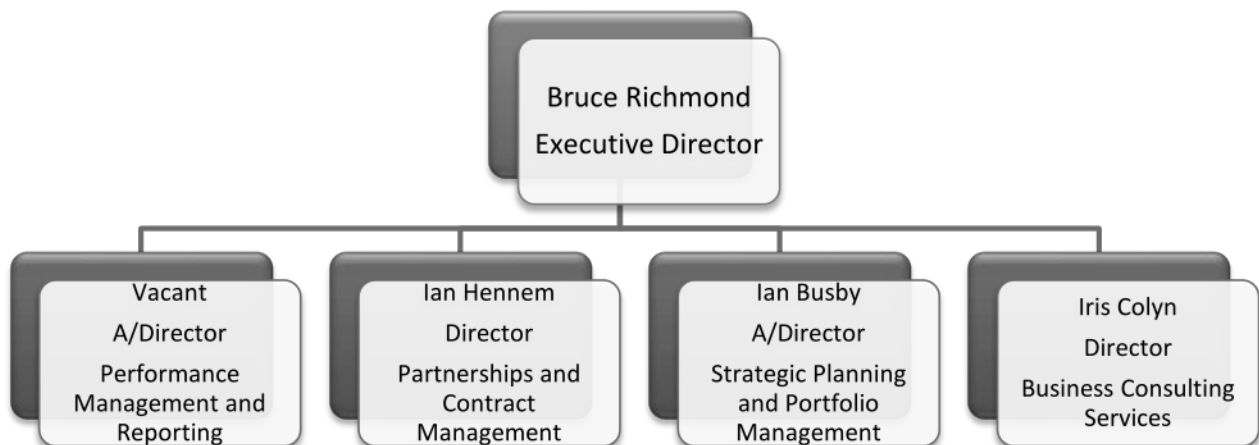 Bruce Richmond
Executive Director
Vacant
A/Director
Performance
Management and
Reporting
Ian Hennem
Director
Partnerships and
Contract
Management
Ian Busby
A/Director
Strategic Planning
and Portfolio
Management
Iris Colyn
Director
Business Consulting
Services